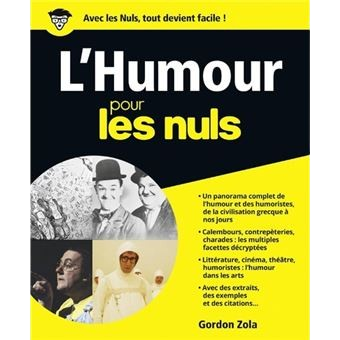 Avec les Nuls, tout devient facile !
L'Humour
pour
les nuls
• Un panorama complet de
l'humour et des humoristes,
de la civilisation grecque à
nos jours
• Calembours, contrepèteries,
charades : les multiples
facettes décryptées
• Littérature, cinéma, théâtre,
humoristes : l'humour
dans les arts
• Avec des extraits,
des exemples
et des citations...
Gordon Zola